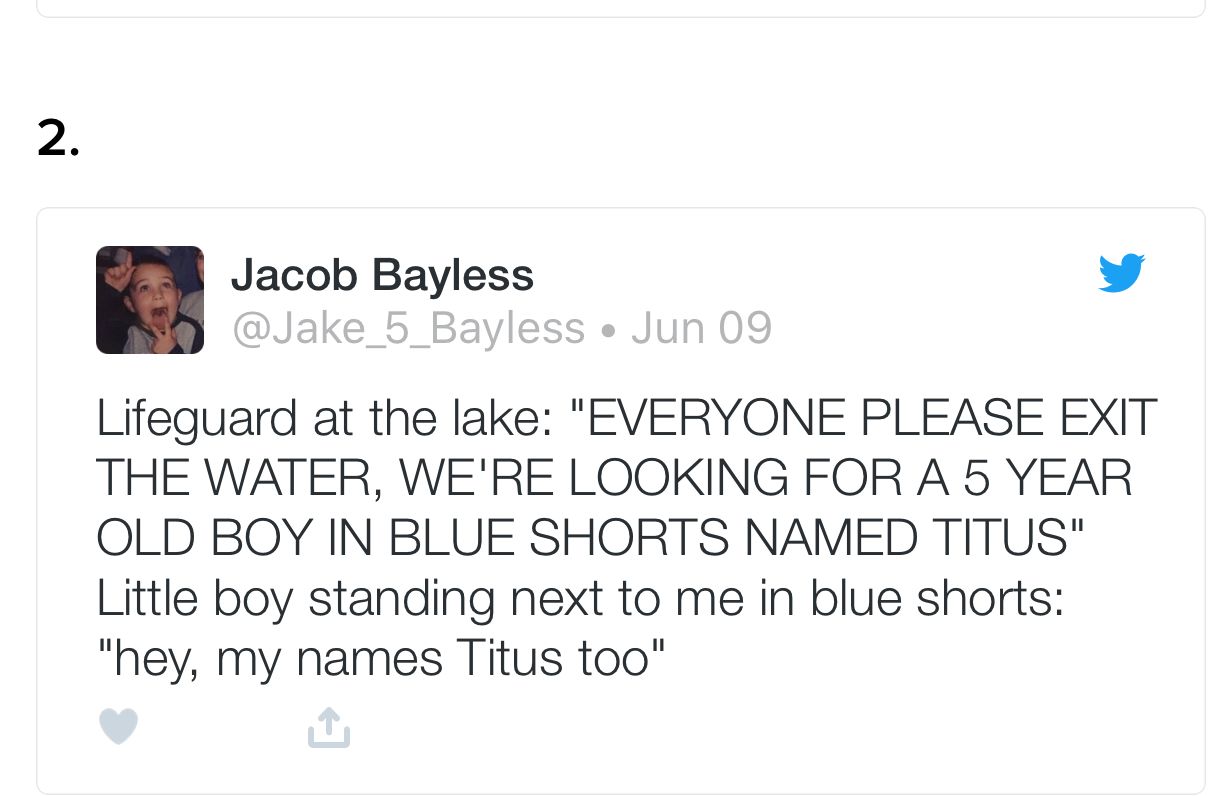 2.
Jacob Bayless
@Jake_5_Bayless • Jun 09
Lifeguard at the lake: "EVERYONE PLEASE EXIT
THE WATER, WE'RE LOOKING FOR A 5 YEAR
OLD BOY IN BLUE SHORTS NAMED TITUS"
Little boy standing next to me in blue shorts:
"hey, my names Titus too"